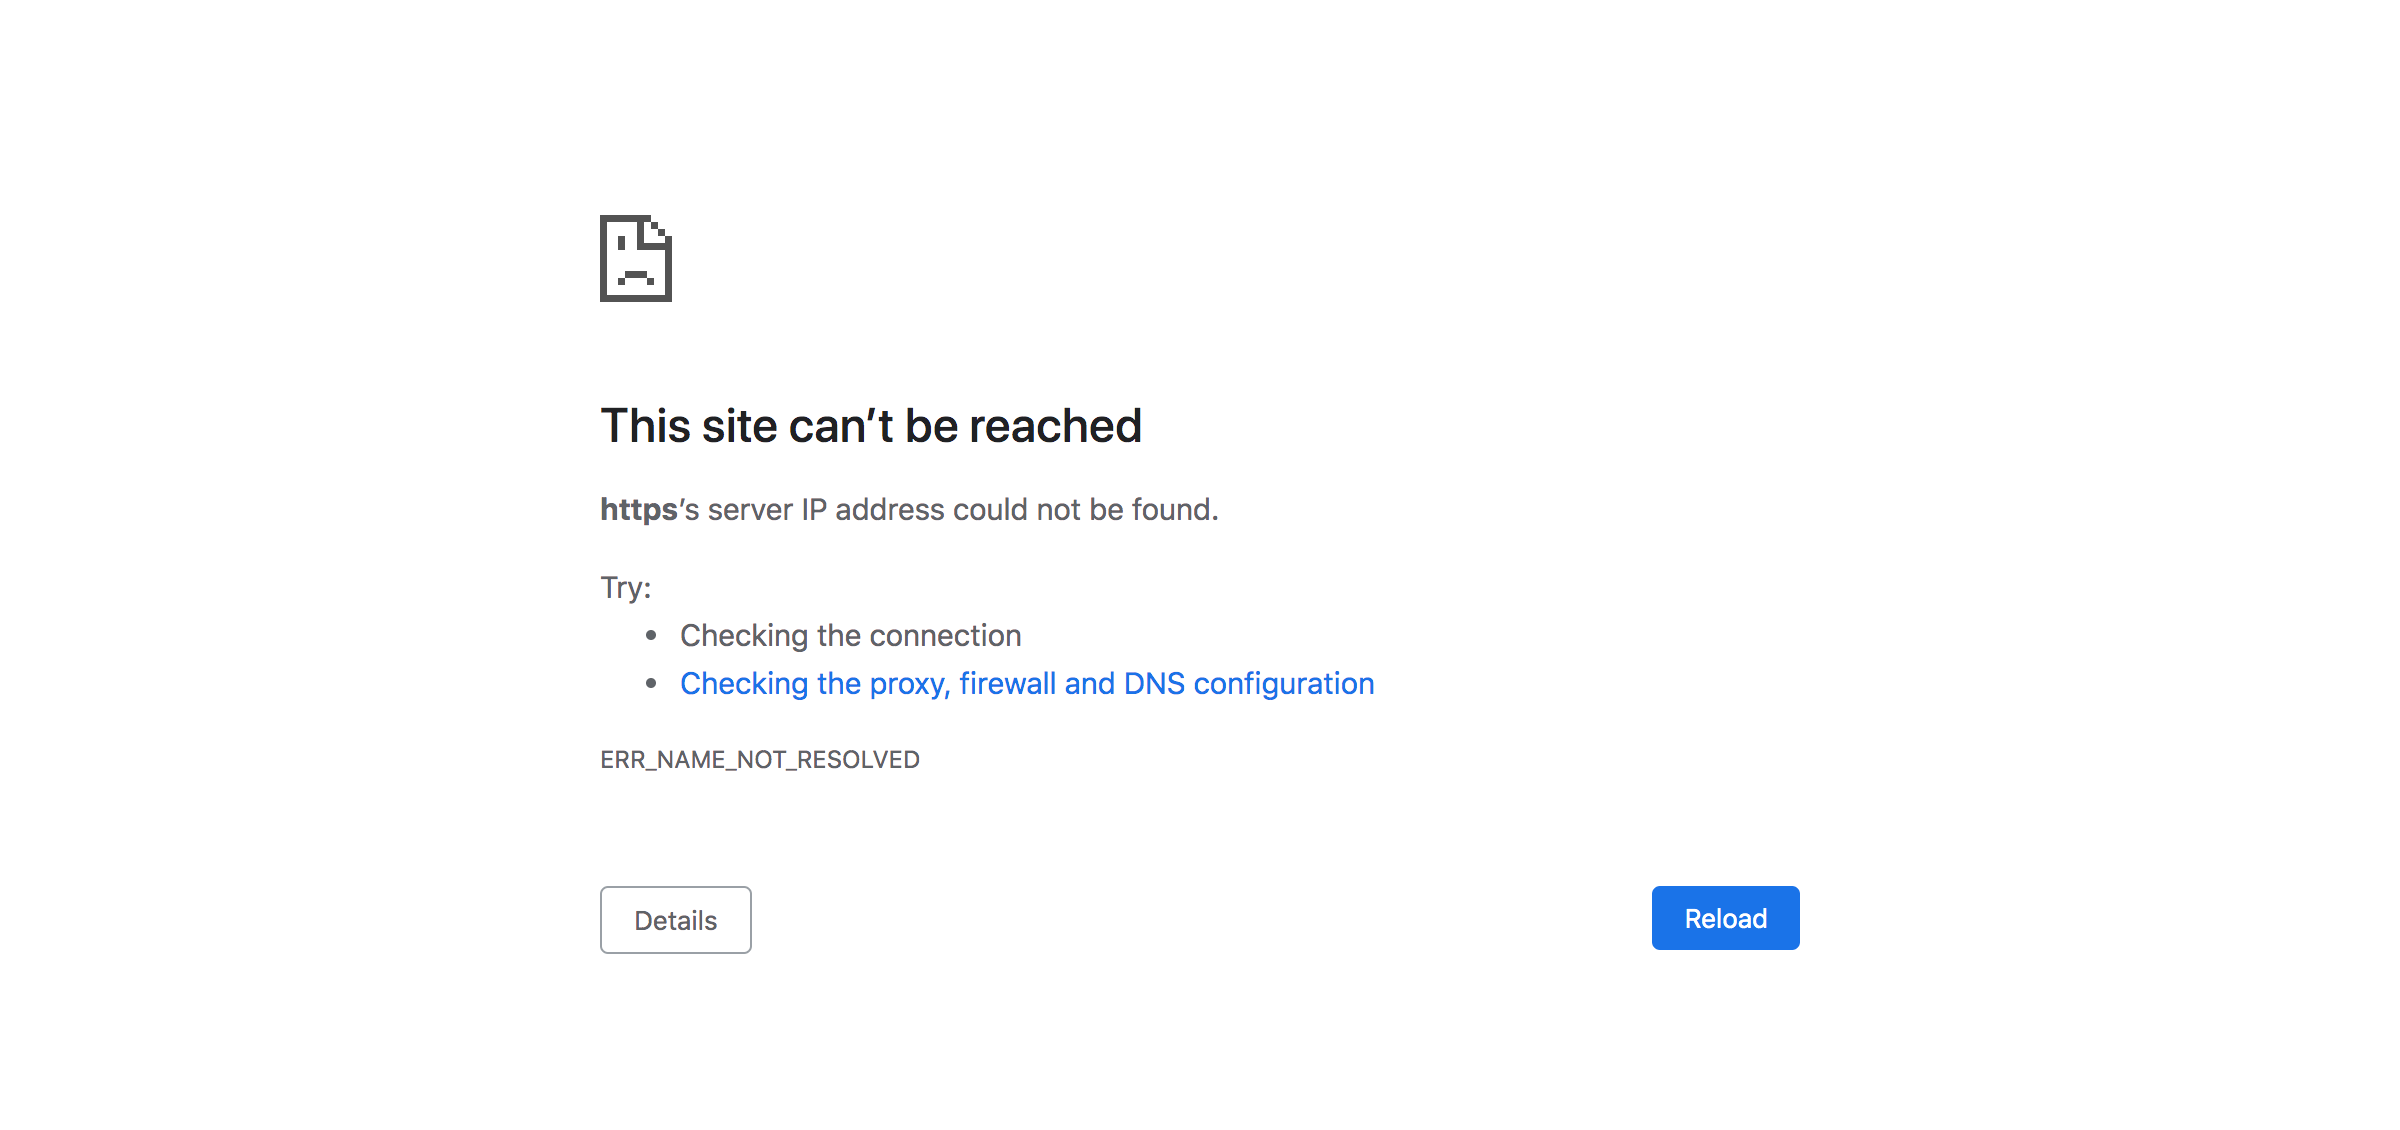 This site can’t be reached
https’s server IP address could not be found.
Try:
• Checking the connection
• Checking the proxy, firewall and DNS configuration
ERR_NAME_NOT_RESOLVED
Details
Reload